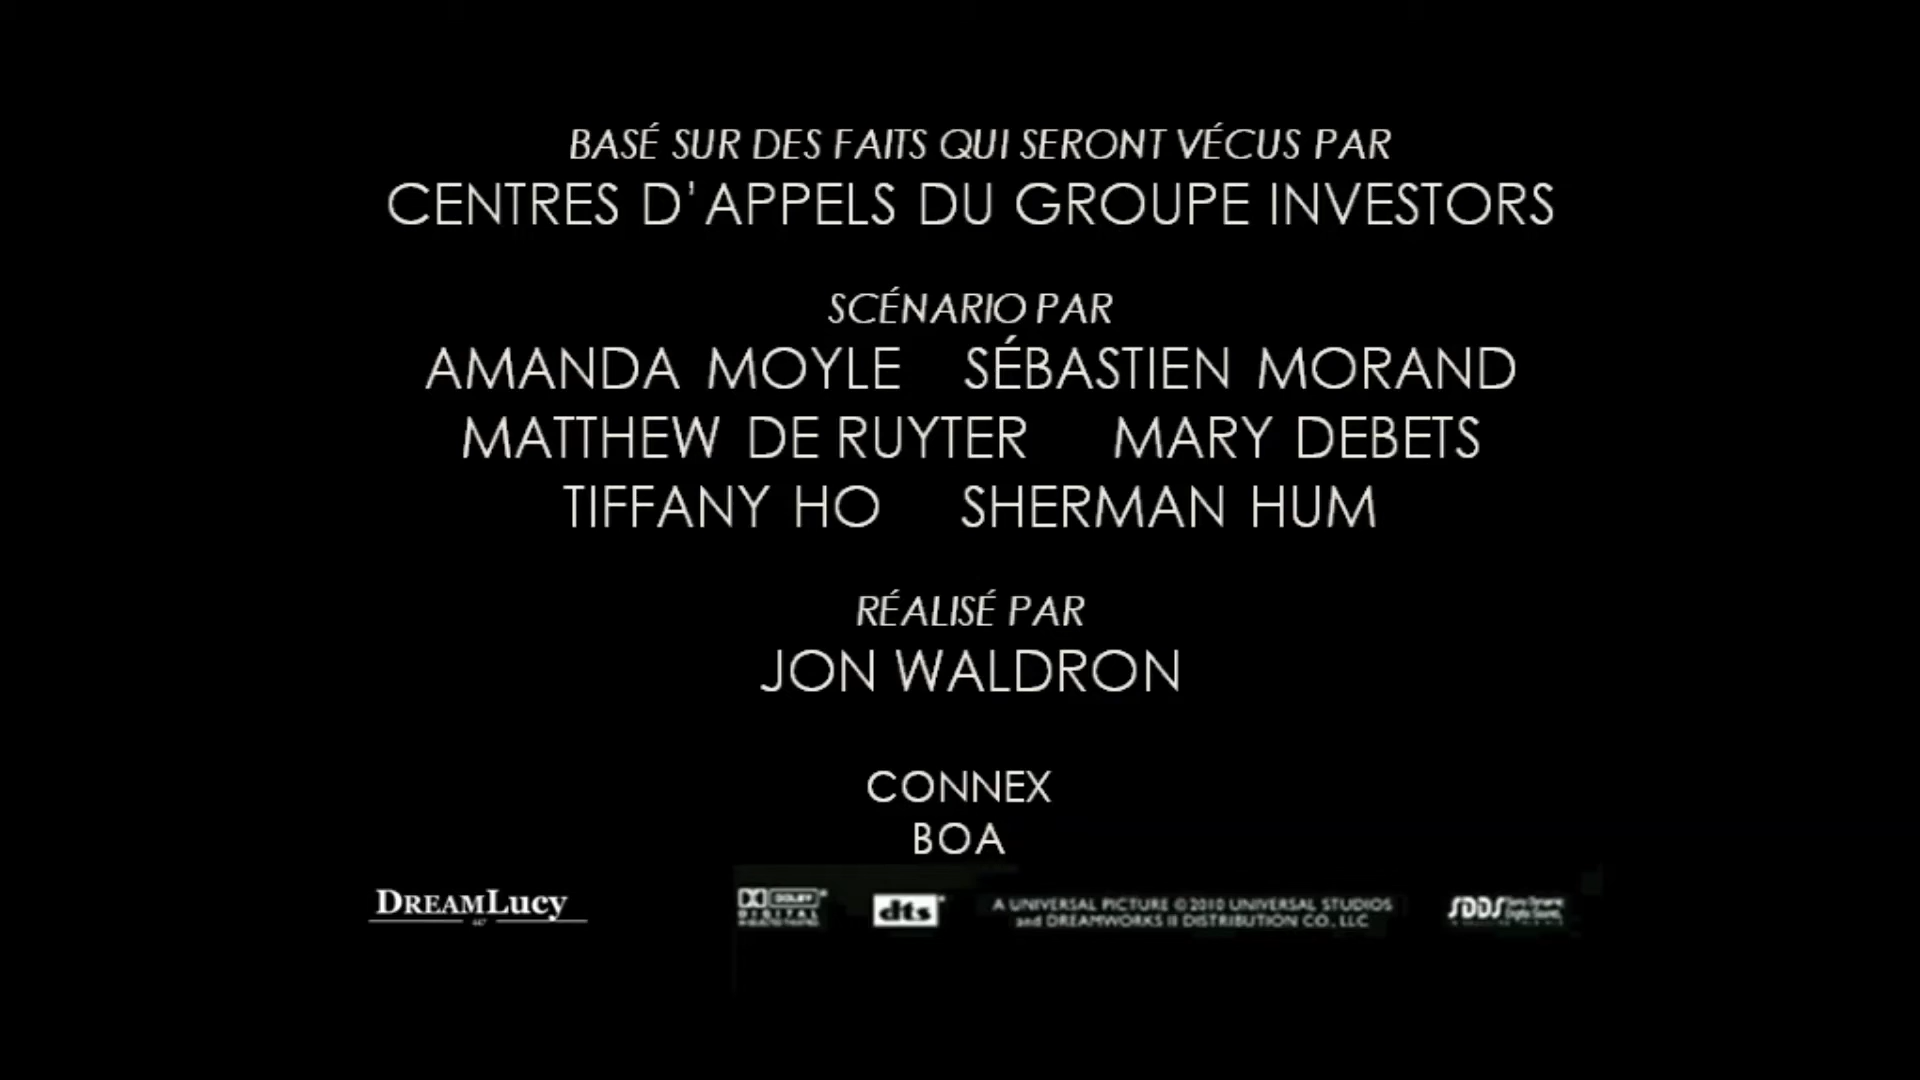 BASÉ SUR DES FAITS QUI SERONT VÉCUS PAR
CENTRES D'APPELS DU GROUPE INVESTORS
SCÉNARIO PAR
AMANDA MOYLE SÉBASTIEN MORAND
MATTHEW DE RUYTER MARY DEBETS
TIFFANY HO SHERMAN HUM
RÉALISÉ PAR
JON WALDRON
CONNEX
BOA
DREAMLUCY
DOLBY
DIGITAL
dts
A UNIVERSAL PICTURE ©2010 UNIVERSAL STUDIOS
and DREAMWORKS II DISTRIBUTION CO., LLC
SDDS